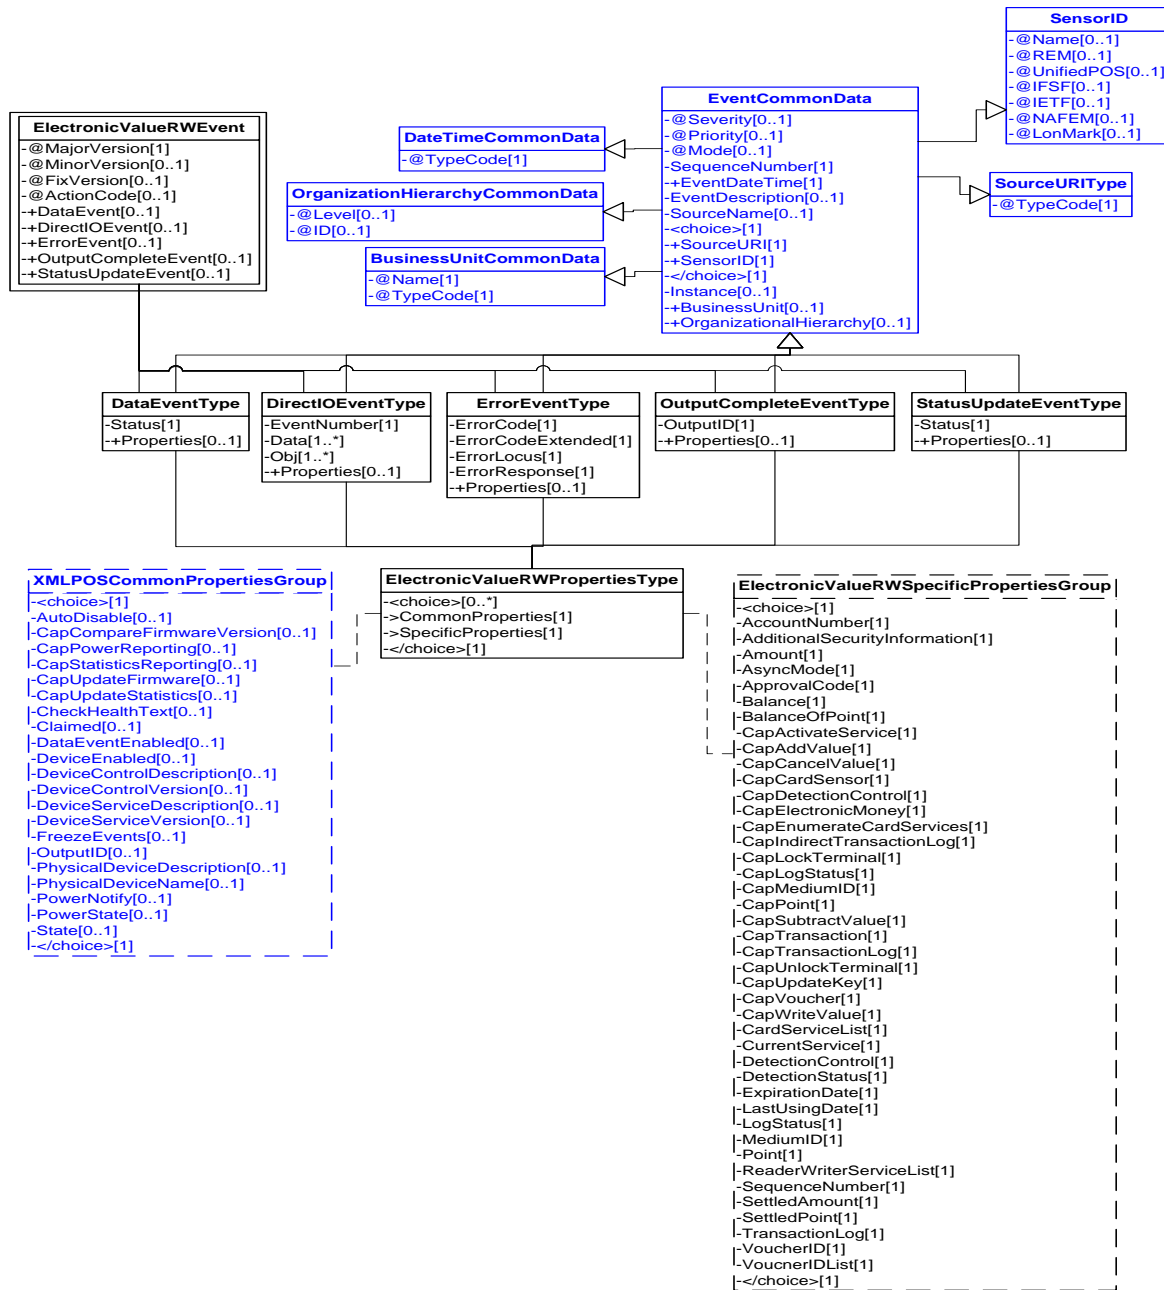 SensorID
-@Name[0..1]
-@REM[0..1]
-@UnifiedPOS[0..1]
-@IFSF[0..1]
-@IETF[0..1]
-@NAFEM[0..1]
-@LonMark[0..1]
EventCommonData
-@Severity[0..1]
-@Priority[0..1]
-@Mode[0..1]
-SequenceNumber[1]
-+EventDateTime[1]
-EventDescription[0..1]
-SourceName[0..1]
-<choice>[1]
-+SourceURI[1]
-+SensorID[1]
-</choice>[1]
-Instance[0..1]
-+BusinessUnit[0..1]
-+OrganizationalHierarchy[0..1]
ElectronicValueRWEvent
-@MajorVersion[1]
-@MinorVersion[0..1]
-@FixVersion[0..1]
-@ActionCode[0..1]
-+DataEvent[0..1]
-+DirectIOEvent[0..1]
-+ErrorEvent[0..1]
-+OutputCompleteEvent[0..1]
-+StatusUpdateEvent[0..1]
DateTimeCommonData
-@TypeCode[1]
OrganizationHierarchyCommonData
-@Level[0..1]
-@ID[0..1]
BusinessUnitCommonData
-@Name[1]
-@TypeCode[1]
SourceURIType
-@TypeCode[1]
DataEventType
-Status[1]
-+Properties[0..1]
DirectIOEventType
-EventNumber[1]
-Data[1..*]
-Obj[1..*]
-+Properties[0..1]
ErrorEventType
-ErrorCode[1]
-ErrorCodeExtended[1]
-ErrorLocus[1]
-ErrorResponse[1]
-+Properties[0..1]
OutputCompleteEventType
-OutputID[1]
-+Properties[0..1]
StatusUpdateEventType
-Status[1]
-+Properties[0..1]
XMLPOSCommonPropertiesGroup
-<choice>[1]
-AutoDisable[0..1]
-CapCompareFirmwareVersion[0..1]
-CapPowerReporting[0..1]
-CapStatisticsReporting[0..1]
-CapUpdateFirmware[0..1]
-CapUpdateStatistics[0..1]
-CheckHealthText[0..1]
-Claimed[0..1]
-DataEventEnabled[0..1]
-DeviceEnabled[0..1]
-DeviceControlDescription[0..1]
-DeviceControlVersion[0..1]
-DeviceServiceDescription[0..1]
-DeviceServiceVersion[0..1]
-FreezeEvents[0..1]
-OutputID[0..1]
-PhysicalDeviceDescription[0..1]
-PhysicalDeviceName[0..1]
-PowerNotify[0..1]
-PowerState[0..1]
-State[0..1]
-</choice>[1]
ElectronicValueRWPropertiesType
-<choice>[0..*]
->CommonProperties[1]
->SpecificProperties[1]
-</choice>[1]
ElectronicValueRWSpecificPropertiesGroup
-<choice>[1]
-AccountNumber[1]
-AdditionalSecurityInformation[1]
-Amount[1]
-AsyncMode[1]
-ApprovalCode[1]
-Balance[1]
-BalanceOfPoint[1]
-CapActivateService[1]
-CapAddValue[1]
-CapCancelValue[1]
-CapCardSensor[1]
-CapDetectionControl[1]
-CapElectronicMoney[1]
-CapEnumerateCardServices[1]
-CapIndirectTransactionLog[1]
-CapLockTerminal[1]
-CapLogStatus[1]
-CapMediumID[1]
-CapPoint[1]
-CapSubtractValue[1]
-CapTransaction[1]
-CapTransactionLog[1]
-CapUnlockTerminal[1]
-CapUpdateKey[1]
-CapVoucher[1]
-CapWriteValue[1]
-CardServiceList[1]
-CurrentService[1]
-DetectionControl[1]
-DetectionStatus[1]
-ExpirationDate[1]
-LastUsingDate[1]
-LogStatus[1]
-MediumID[1]
-Point[1]
-ReaderWriterServiceList[1]
-SequenceNumber[1]
-SettledAmount[1]
-SettledPoint[1]
-TransactionLog[1]
-VoucherID[1]
-VoucnerIDList[1]
-</choice>[1]